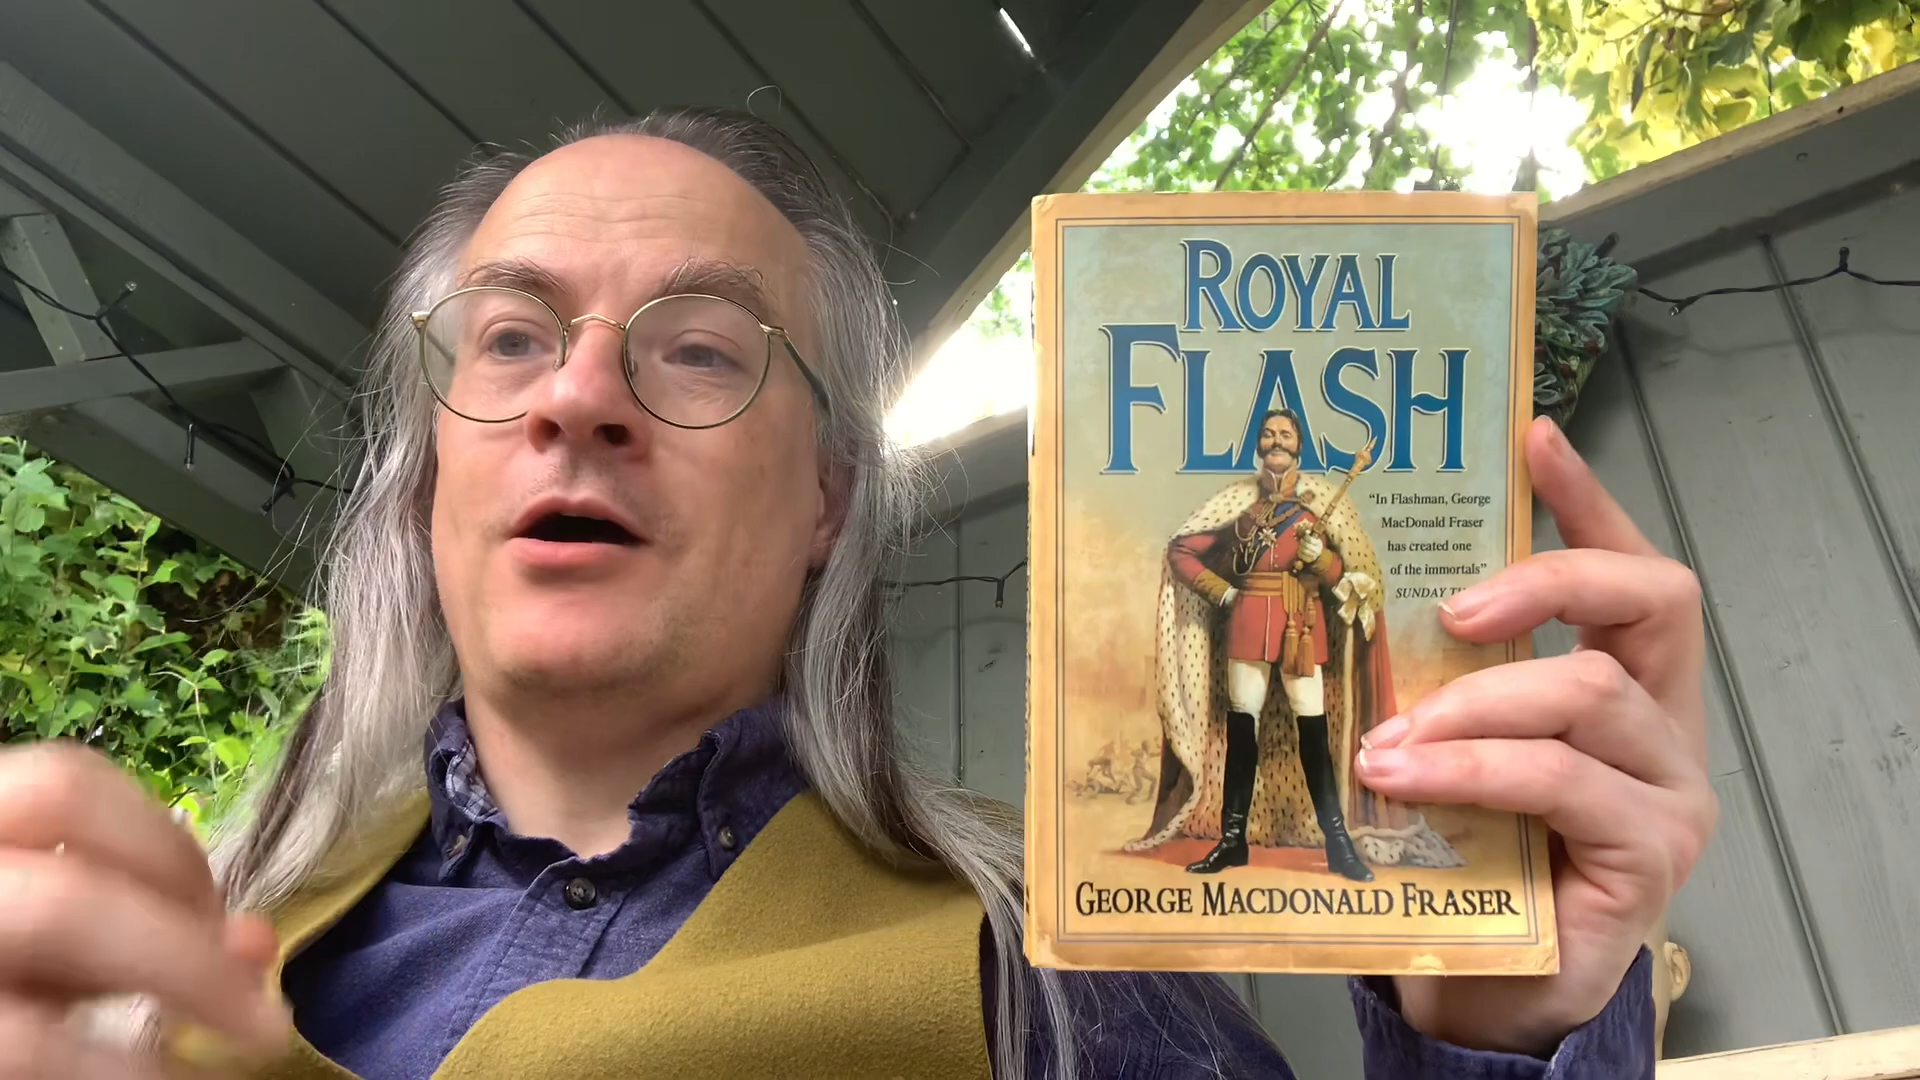 ROYAL
FLASH
“In Flashman, George
MacDonald Fraser
has created one
of the immortals”
SUNDAY
GEORGE MACDONALD FRASER